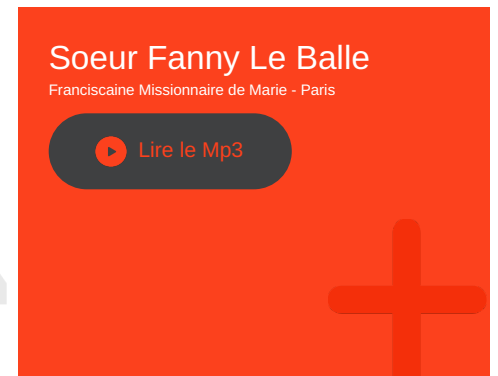 Soeur Fanny Le Balle
Franciscaine Missionnaire de Marie - Paris
Lire le Mp3